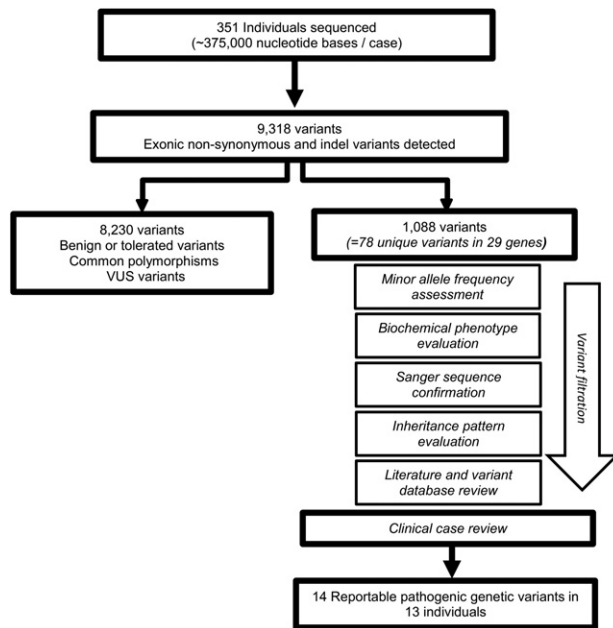 351 Individuals sequenced
(~375,000 nucleotide bases / case)
9,318 variants
Exonic non-synonymous and indel variants detected
8,230 variants
Benign or tolerated variants
Common polymorphisms
VUS variants
1,088 variants
(=78 unique variants in 29 genes)
Minor allele frequency
assessment
Biochemical phenotype
evaluation
Sanger sequence
confirmation
Inheritance pattern
evaluation
Literature and variant
database review
Variant filtration
Clinical case review
14 Reportable pathogenic genetic variants in
13 individuals